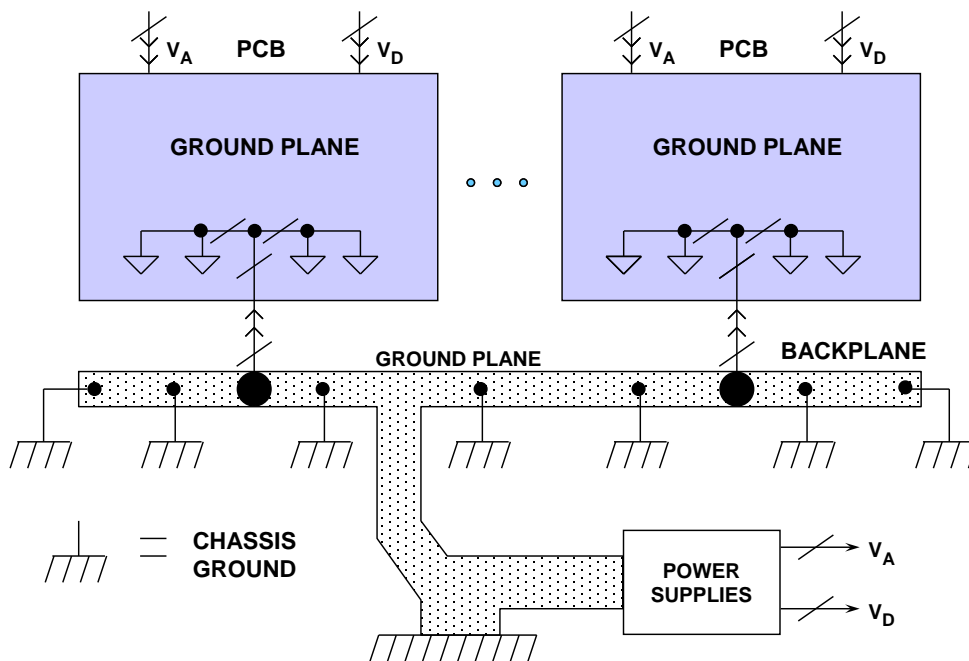 PCB
PCB
VA
VD
VA
VD
GROUND PLANE
GROUND PLANE
GROUND PLANE
BACKPLANE
CHASSIS
GROUND
POWER
SUPPLIES
VA
VD